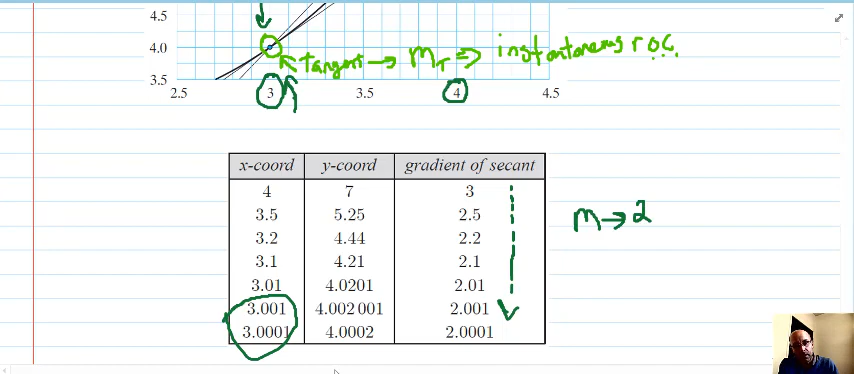 4.5
4.0
3.5
tangent → mT ⇒ instantaneous r.o.c.
2.5 3 3.5 4 4.5
x-coord y-coord gradient of secant
4 7 3
3.5 5.25 2.5
3.2 4.44 2.2
3.1 4.21 2.1
3.01 4.0201 2.01
3.001 4.002 001 2.001
3.0001 4.0002 2.0001
m → 2